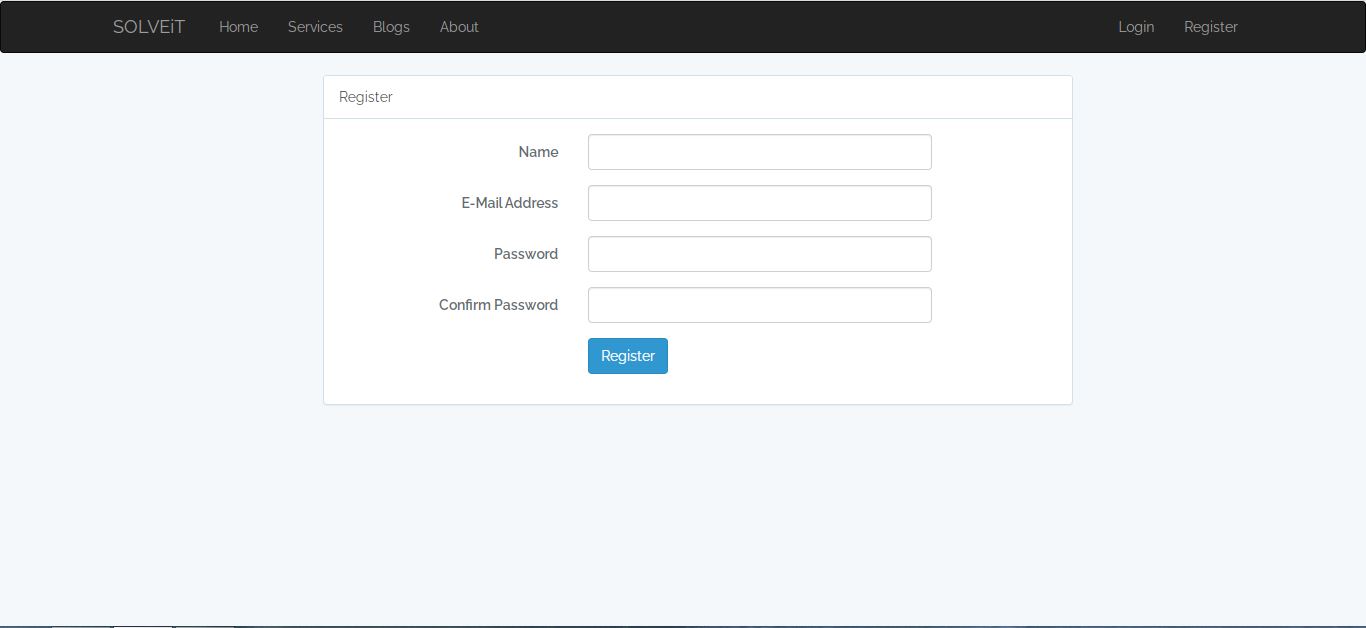 SOLVEiT Home Services Blogs About Login Register
Register
Name
E-Mail Address
Password
Confirm Password
Register